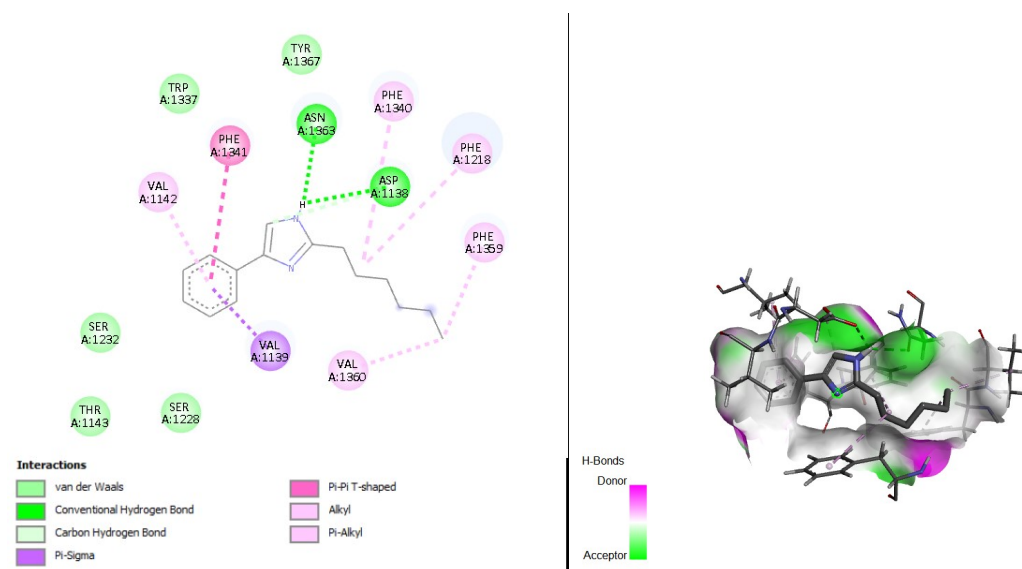 TYR
A:1367
TRP
A:1337
PHE
A:1340
ASN
A:1363
PHE
A:1341
PHE
A:1218
ASP
A:1138
VAL
A:1142
H
N
PHE
A:1359
N
SER
A:1232
VAL
A:1139
VAL
A:1360
THR
A:1143
SER
A:1228
Interactions
van der Waals
Conventional Hydrogen Bond
Carbon Hydrogen Bond
Pi-Sigma
Pi-Pi T-shaped
Alkyl
Pi-Alkyl
H-Bonds
Donor
Acceptor